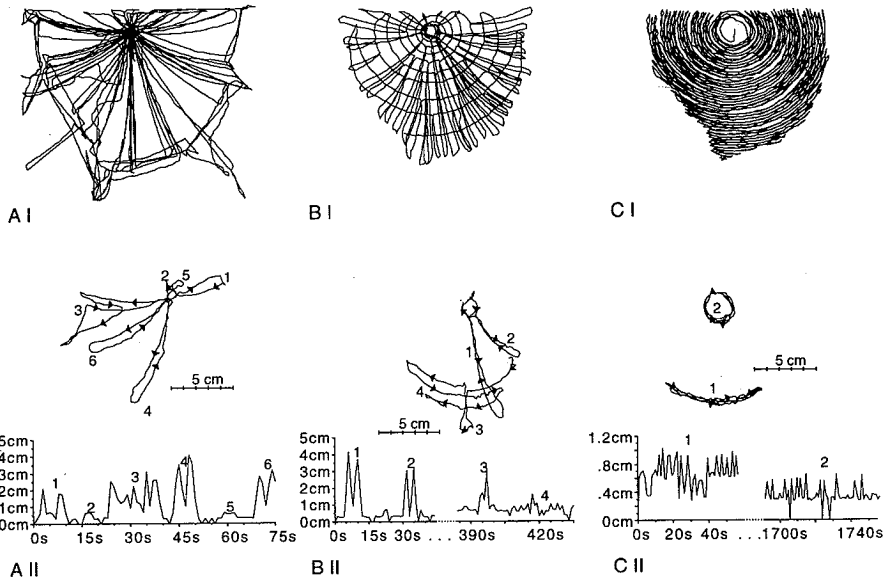 A I
B I
C I
2 5 1
3
6
4
5 cm
1
2
4
3
5 cm
2
1
5 cm
5cm
4cm
3cm
2cm
1cm
0cm
1 2 3 4 5 6
0s 15s 30s 45s 60s 75s
5cm
4cm
3cm
2cm
1cm
0cm
1 2 3 4
0s 15s 30s ... 390s 420s
1.2cm
.8cm
.4cm
0cm
1 2
0s 20s 40s ...1700s 1740s
A II
B II
C II